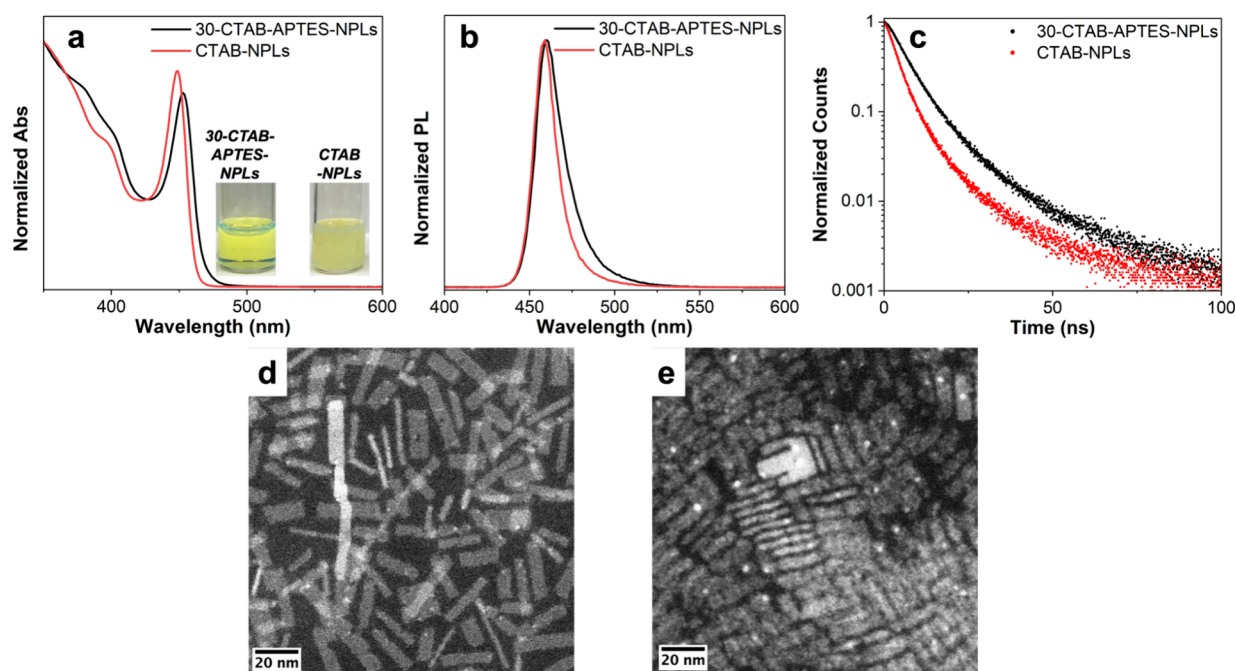 a
30-CTAB-APTES-NPLs
CTAB-NPLs
Normalized Abs
30-CTAB-
APTES-
NPLs
CTAB
-NPLs
400
450
500
550
600
Wavelength (nm)
b
30-CTAB-APTES-NPLs
CTAB-NPLs
Normalized PL
400
450
500
550
600
Wavelength (nm)
c
30-CTAB-APTES-NPLs
CTAB-NPLs
Normalized Counts
1
0.1
0.01
0.001
0
50
100
Time (ns)
d
20 nm
e
20 nm